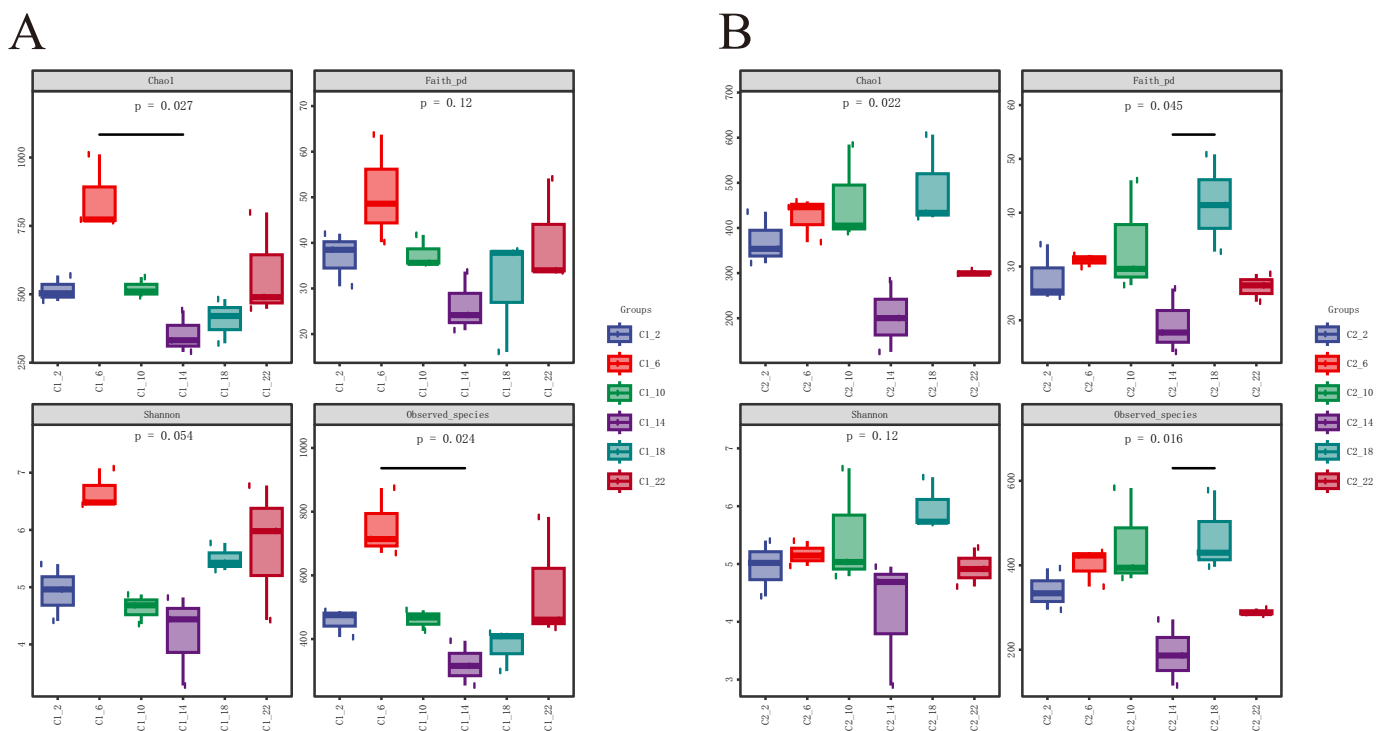 A
Chao1
p = 0.027
250
500
750
1000
C1_2
C1_6
C1_10
C1_14
C1_18
C1_22
Faith_pd
p = 0.12
20
30
40
50
60
70
C1_2
C1_6
C1_10
C1_14
C1_18
C1_22
Shannon
p = 0.054
4
5
6
7
C1_2
C1_6
C1_10
C1_14
C1_18
C1_22
Observed_species
p = 0.024
400
600
800
1000
C1_2
C1_6
C1_10
C1_14
C1_18
C1_22
Groups
C1_2
C1_6
C1_10
C1_14
C1_18
C1_22
B
Chao1
p = 0.022
200
300
400
500
600
700
C2_2
C2_6
C2_10
C2_14
C2_18
C2_22
Faith_pd
p = 0.045
20
30
40
50
60
C2_2
C2_6
C2_10
C2_14
C2_18
C2_22
Shannon
p = 0.12
3
4
5
6
7
C2_2
C2_6
C2_10
C2_14
C2_18
C2_22
Observed_species
p = 0.016
200
400
600
C2_2
C2_6
C2_10
C2_14
C2_18
C2_22
Groups
C2_2
C2_6
C2_10
C2_14
C2_18
C2_22